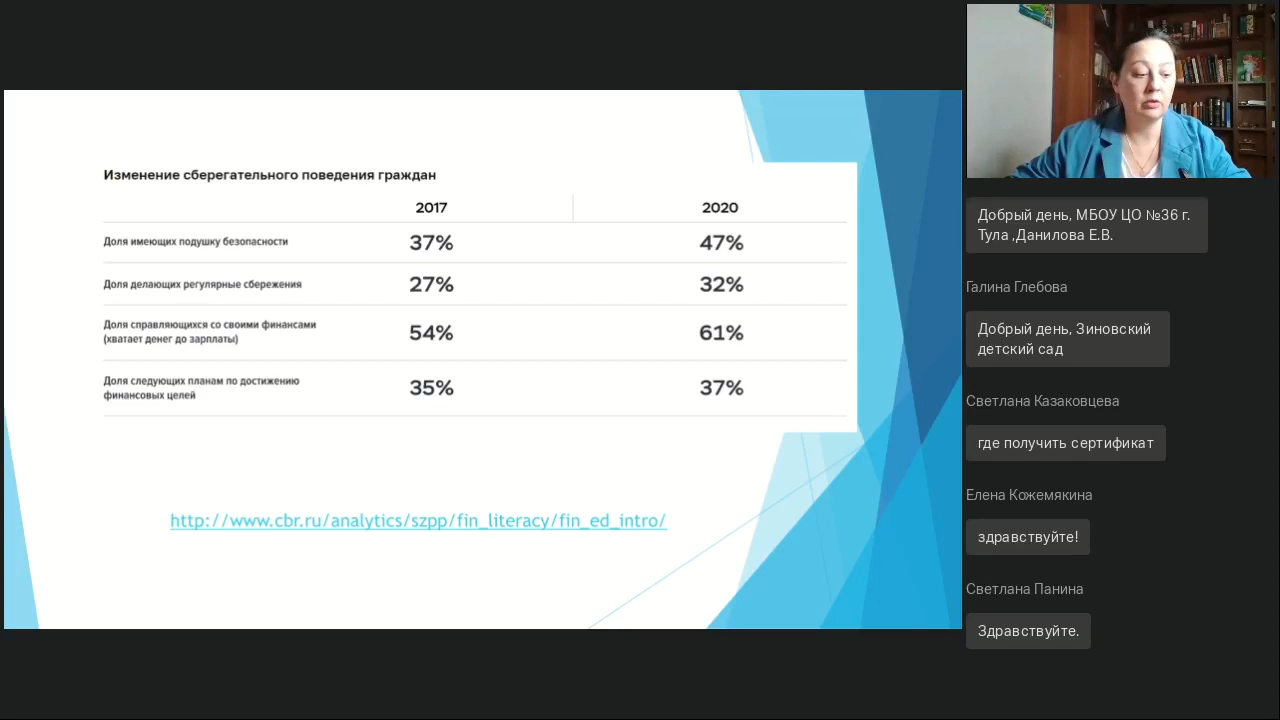 Изменение сберегательного поведения граждан
2017 2020
Доля имеющих подушку безопасности 37% 47%
Доля делающих регулярные сбережения 27% 32%
Доля справляющихся со своими финансами
(хватает денег до зарплаты) 54% 61%
Доля следующих планам по достижению
финансовых целей 35% 37%
http://www.cbr.ru/analytics/szpp/fin_literacy/fin_ed_intro/
Добрый день, МБОУ ЦО №36 г.
Тула ,Данилова Е.В.
Галина Глебова
Добрый день, Зиновский
детский сад
Светлана Казаковцева
где получить сертификат
Елена Кожемякина
здравствуйте!
Светлана Панина
Здравствуйте.